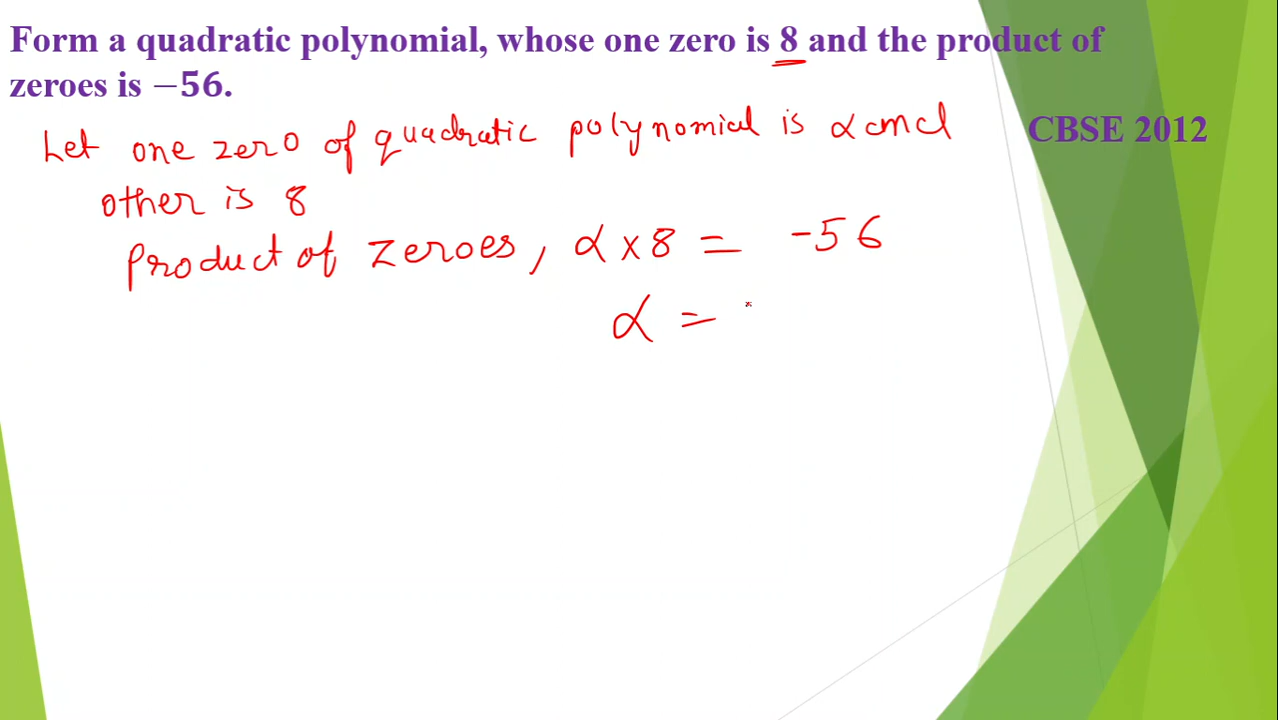 Form a quadratic polynomial, whose one zero is 8 and the product of
zeroes is −56.
CBSE 2012
Let one zero of quadratic polynomial is α and
other is 8
Product of zeroes, α × 8 = -56
α =